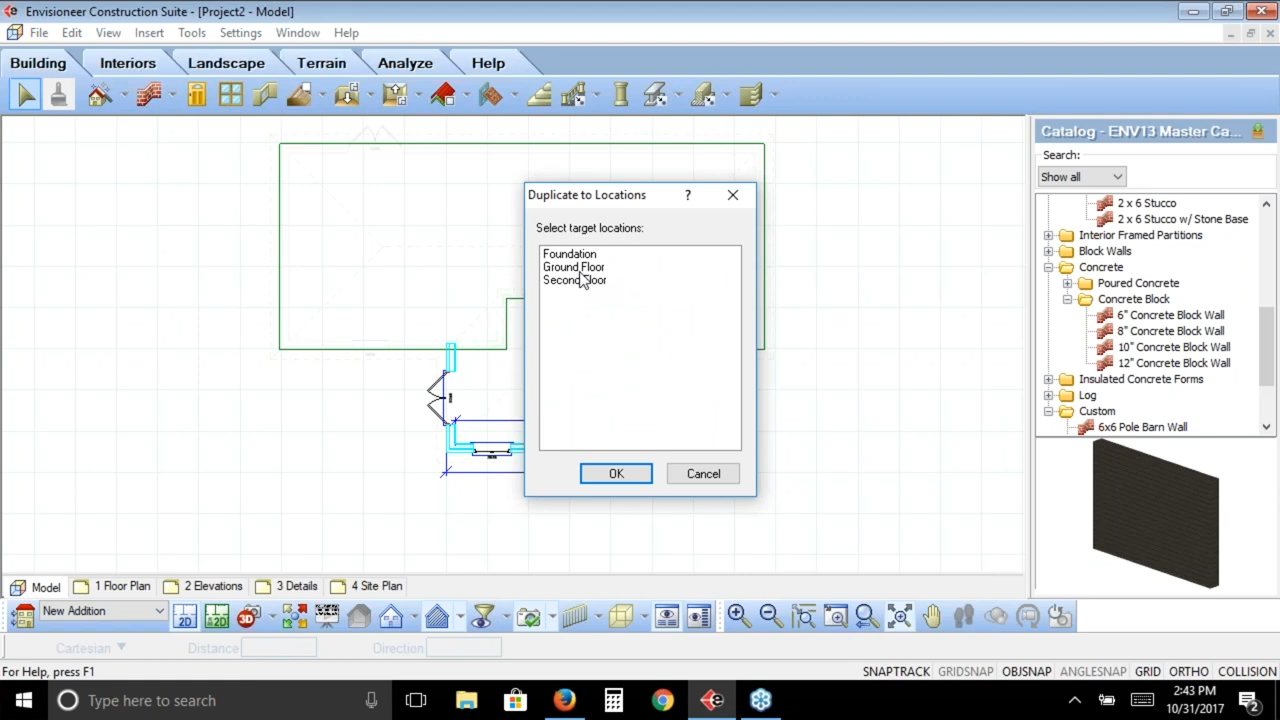 Envisioneer Construction Suite - [Project2 - Model]
File Edit View Insert Tools Settings Window Help
Building Interiors Landscape Terrain Analyze Help
Catalog - ENV13 Master Ca...
Search:
Show all
2 x 6 Stucco
2 x 6 Stucco w/ Stone Base
Interior Framed Partitions
Block Walls
Concrete
Poured Concrete
Concrete Block
6" Concrete Block Wall
8" Concrete Block Wall
10" Concrete Block Wall
12" Concrete Block Wall
Insulated Concrete Forms
Log
Custom
6x6 Pole Barn Wall
Duplicate to Locations
Select target locations:
Foundation
Ground Floor
Second Floor
OK Cancel
Model 1 Floor Plan 2 Elevations 3 Details 4 Site Plan
New Addition 2D 2D 3D
Cartesian Distance Direction
For Help, press F1
SNAPTRACK GRIDSNAP OBJSNAP ANGLESNAP GRID ORTHO COLLISION
Type here to search
2:43 PM
10/31/2017
2